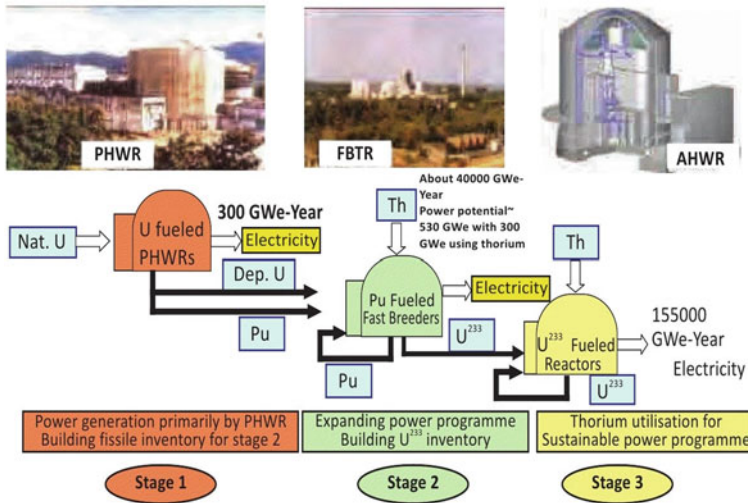 PHWR
FBTR
AHWR
Nat. U
U fueled
PHWRs
300 GWe-Year
Electricity
Dep. U
Pu
Th
About 40000 GWe-
Year
Power potential~
530 GWe with 300
GWe using thorium
Pu Fueled
Fast Breeders
Electricity
Pu
U²³³
Th
U²³³ Fueled
Reactors
155000
GWe-Year
Electricity
U²³³
Power generation primarily by PHWR
Building fissile inventory for stage 2
Expanding power programme
Building U²³³ inventory
Thorium utilisation for
Sustainable power programme
Stage 1
Stage 2
Stage 3